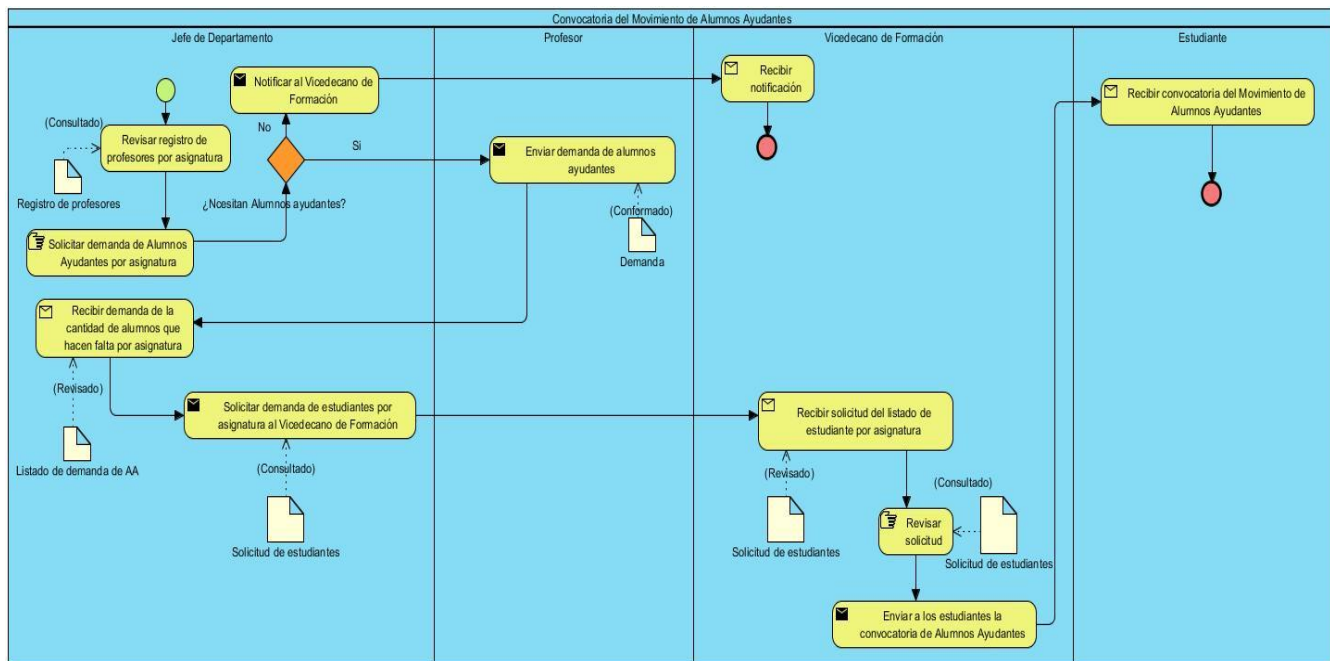 Convocatoria del Movimiento de Alumnos Ayudantes
Jefe de Departamento
Profesor
Vicedecano de Formación
Estudiante
Notificar al Vicedecano de
Formación
Recibir
notificación
Recibir convocatoria del Movimiento de
Alumnos Ayudantes
(Consultado)
Revisar registro de
profesores por asignatura
No
Si
Enviar demanda de alumnos
ayudantes
Registro de profesores
¿Ncesitan Alumnos ayudantes?
(Conformado)
Demanda
Solicitar demanda de Alumnos
Ayudantes por asignatura
Recibir demanda de la
cantidad de alumnos que
hacen falta por asignatura
(Revisado)
Listado de demanda de AA
Solicitar demanda de estudiantes por
asignatura al Vicedecano de Formación
(Consultado)
Solicitud de estudiantes
Recibir solicitud del listado de
estudiante por asignatura
(Revisado)
Solicitud de estudiantes
(Consultado)
Revisar
solicitud
Solicitud de estudiantes
Enviar a los estudiantes la
convocatoria de Alumnos Ayudantes